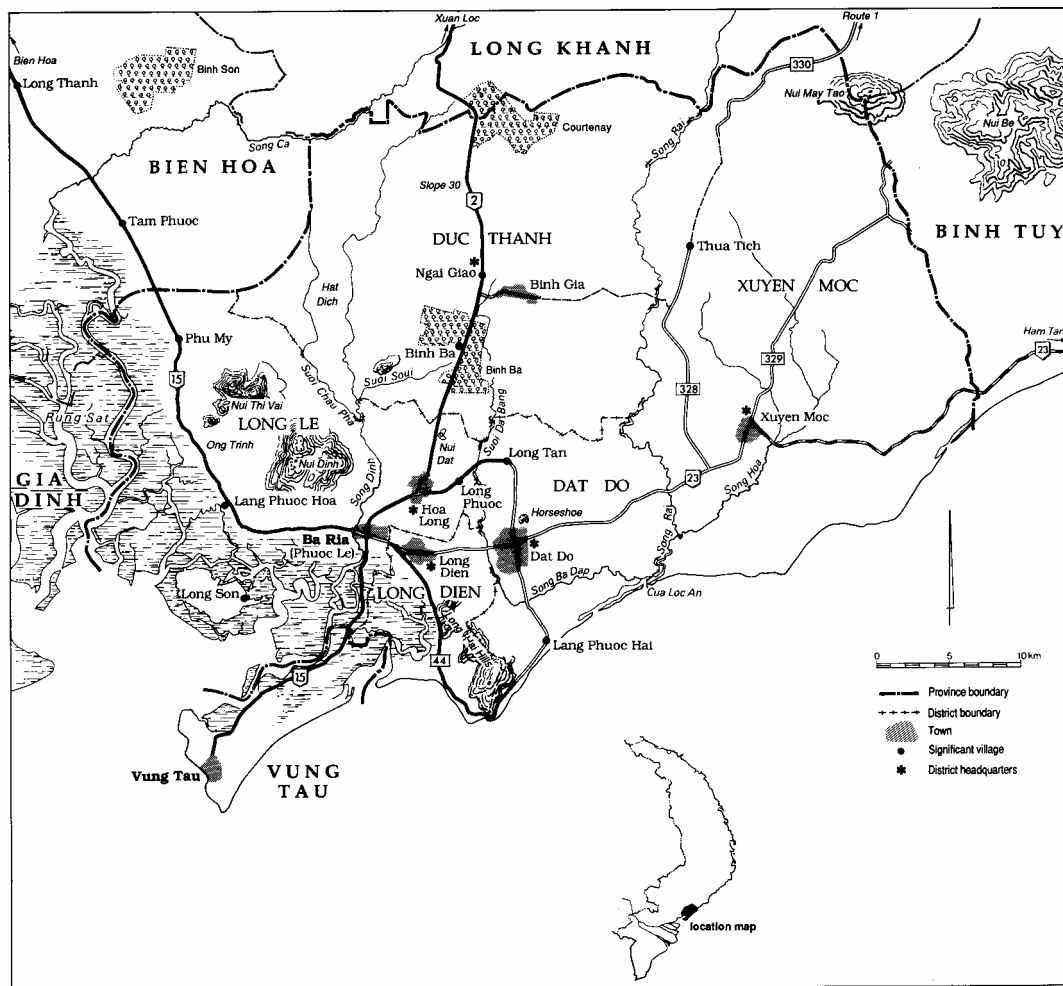 Xuan Loc
Route 1
LONG KHANH
Bien Hoa
Binh Son
330
Long Thanh
Nui May Tao
Nui Be
Courtenay
Song Ca
Song Rai
BIEN HOA
Slope 30
2
Tam Phuoc
DUC THANH
Thua Tich
BINH TUY
Ngai Giao
Hat
Dich
Binh Gia
XUYEN MOC
Phu My
Ham Tan
23
Binh Ba
Binh Ba
329
15
Suoi Soui
328
Suoi Chau Pha
Rung Sat
Nui Thi Vai
Xuyen Moc
Ong Trinh
LONG LE
Nui
Dat
Suoi Da Bang
Nui Dinh
Long Tan
23
GIA
DINH
Song Dinh
DAT DO
Song Hoa
Lang Phuoc Hoa
Long
Phuoc
Hoa
Long
Horseshoe
Song Rai
Ba Ria
(Phuoc Le)
Long
Dien
Dat Do
Song Ba Dap
Long Son
LONG DIEN
Cua Loc An
Long Hai Hills
Lang Phuoc Hai
44
15
0 5 10 km
Province boundary
District boundary
Town
Significant village
District headquarters
Vung Tau
VUNG
TAU
location map